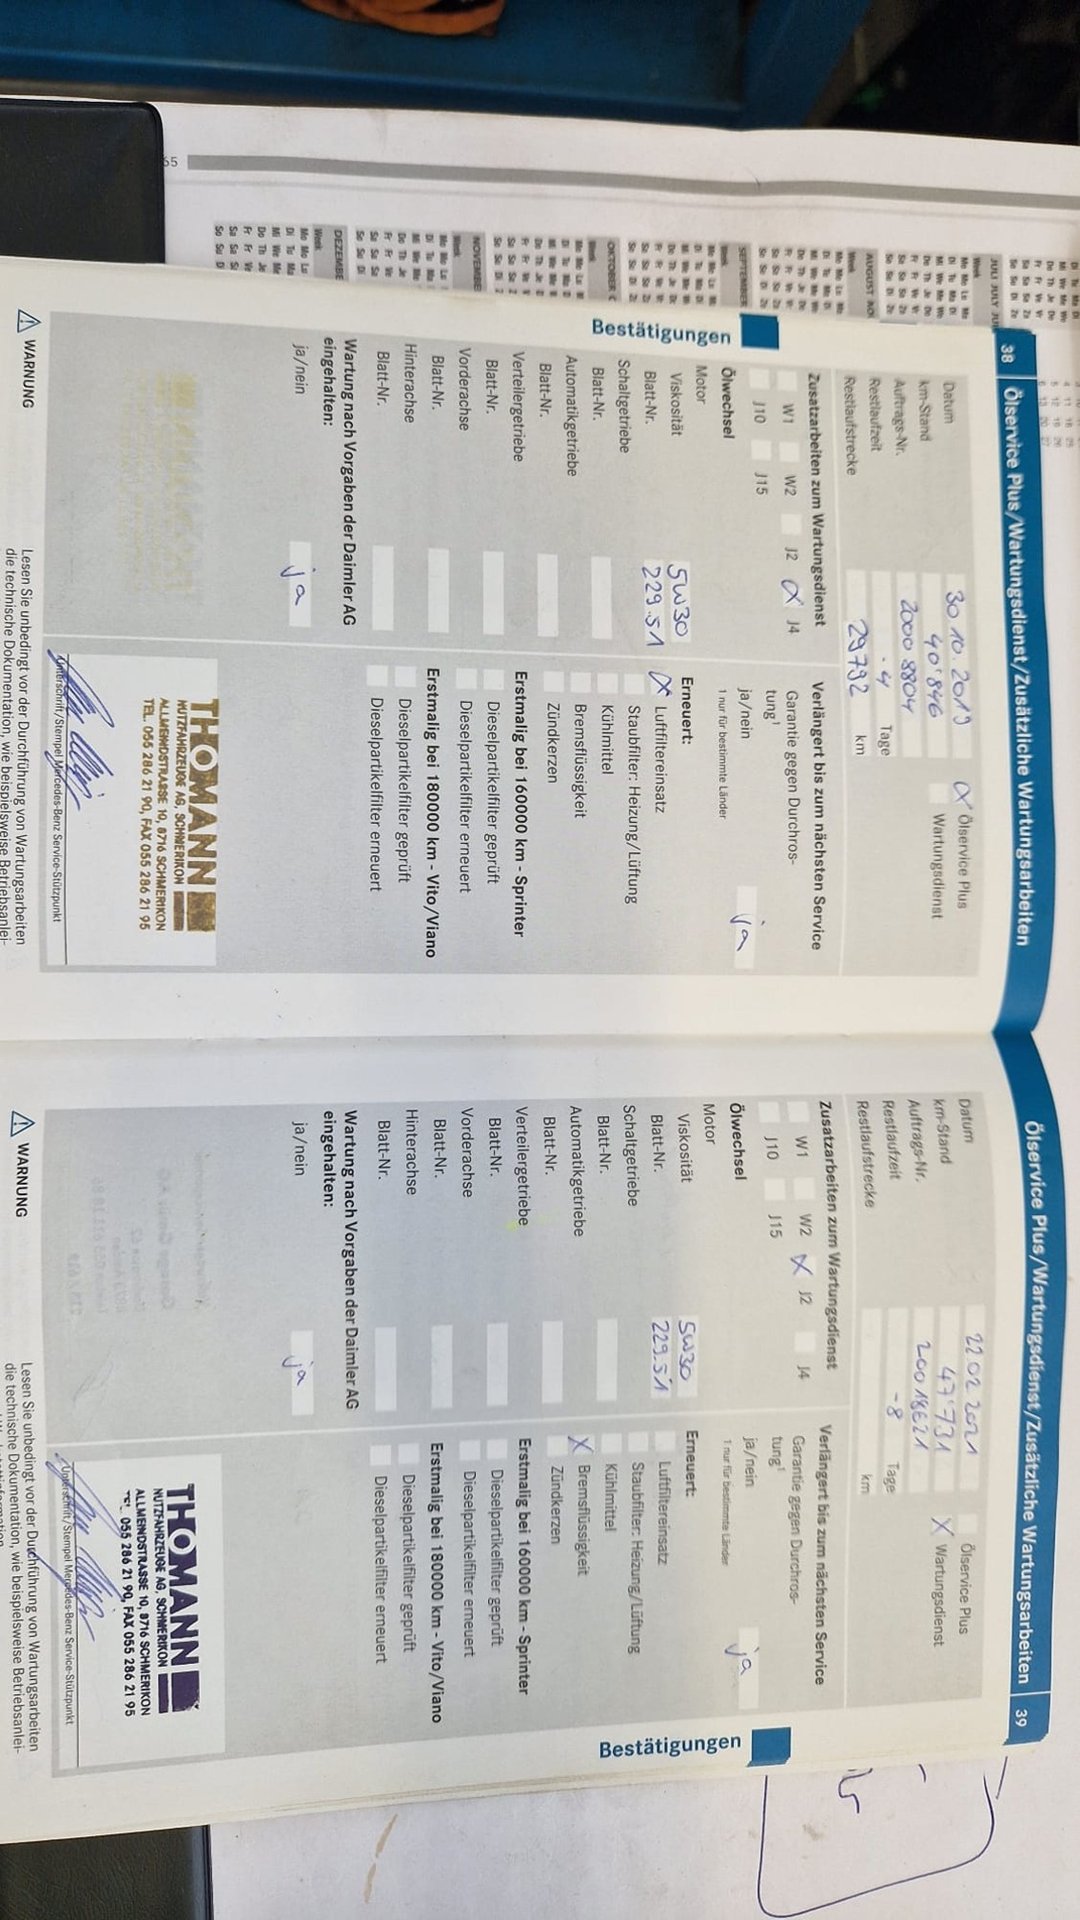 38 Ölservice Plus/Wartungsdienst/Zusätzliche Wartungsarbeiten
Bestätigungen
Datum 30 10. 2019 X Ölservice Plus
km-Stand 40'846 Wartungsdienst
Auftrags-Nr. 2000 8804
Restlaufzeit -4 Tage
Restlaufstrecke 29792 km
Zusatzarbeiten zum Wartungsdienst
W1 W2 J2 X J4
J10 J15
Ölwechsel
Motor
Viskosität 5W30
Blatt-Nr. 229.51
Schaltgetriebe
Blatt-Nr.
Automatikgetriebe
Blatt-Nr.
Verteilergetriebe
Blatt-Nr.
Vorderachse
Blatt-Nr.
Hinterachse
Blatt-Nr.
Wartung nach Vorgaben der Daimler AG
eingehalten:
ja/nein ja
Verlängert bis zum nächsten Service
Garantie gegen Durchros-
tung¹
ja/nein ja
1 nur für bestimmte Länder
Erneuert:
X Luftfiltereinsatz
Staubfilter: Heizung/Lüftung
Kühlmittel
Bremsflüssigkeit
Zündkerzen
Erstmalig bei 160000 km - Sprinter
Dieselpartikelfilter geprüft
Dieselpartikelfilter erneuert
Erstmalig bei 180000 km - Vito/Viano
Dieselpartikelfilter geprüft
Dieselpartikelfilter erneuert
THOMANN
NUTZFAHRZEUGE AG, SCHMERIKON
ALLMEINDSTRASSE 10, 8716 SCHMERIKON
TEL. 055 286 21 90, FAX 055 286 21 95
Unterschrift/Stempel Mercedes-Benz Service-Stützpunkt
WARNUNG
Lesen Sie unbedingt vor der Durchführung von Wartungsarbeiten
die technische Dokumentation, wie beispielsweise Betriebsanlei-
Ölservice Plus/Wartungsdienst/Zusätzliche Wartungsarbeiten 39
Bestätigungen
Datum 22 02 2021 Ölservice Plus
km-Stand 47'731 X Wartungsdienst
Auftrags-Nr. 200 18621
Restlaufzeit -8 Tage
Restlaufstrecke km
Zusatzarbeiten zum Wartungsdienst
W1 W2 X J2 J4
J10 J15
Ölwechsel
Motor
Viskosität 5W30
Blatt-Nr. 229.51
Schaltgetriebe
Blatt-Nr.
Automatikgetriebe
Blatt-Nr.
Verteilergetriebe
Blatt-Nr.
Vorderachse
Blatt-Nr.
Hinterachse
Blatt-Nr.
Wartung nach Vorgaben der Daimler AG
eingehalten:
ja/nein ja
Verlängert bis zum nächsten Service
Garantie gegen Durchros-
tung¹
ja/nein ja
1 nur für bestimmte Länder
Erneuert:
Luftfiltereinsatz
Staubfilter: Heizung/Lüftung
Kühlmittel
X Bremsflüssigkeit
Zündkerzen
Erstmalig bei 160000 km - Sprinter
Dieselpartikelfilter geprüft
Dieselpartikelfilter erneuert
Erstmalig bei 180000 km - Vito/Viano
Dieselpartikelfilter geprüft
Dieselpartikelfilter erneuert
THOMANN
NUTZFAHRZEUGE AG, SCHMERIKON
ALLMEINDSTRASSE 10, 8716 SCHMERIKON
TEL. 055 286 21 90, FAX 055 286 21 95
Unterschrift/Stempel Mercedes-Benz Service-Stützpunkt
WARNUNG
Lesen Sie unbedingt vor der Durchführung von Wartungsarbeiten
die technische Dokumentation, wie beispielsweise Betriebsanlei-